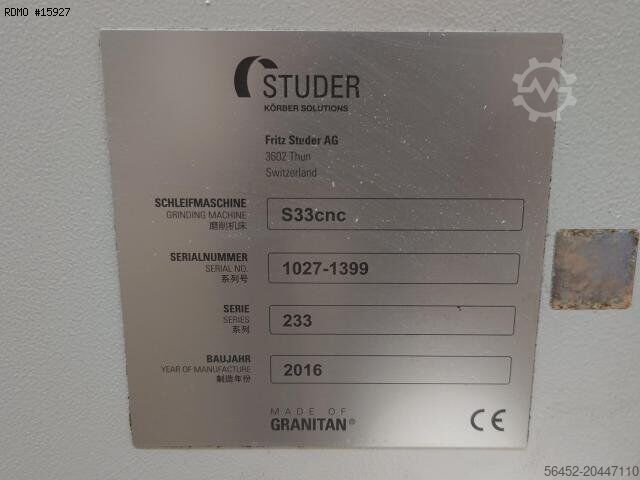 RDMO #15927
STUDER
KÖRBER SOLUTIONS
Fritz Studer AG
3602 Thun
Switzerland
SCHLEIFMASCHINE
GRINDING MACHINE
磨削机床
S33cnc
SERIALNUMMER
SERIAL NO.
系列号
1027-1399
SERIE
SERIES
系列
233
BAUJAHR
YEAR OF MANUFACTURE
制造年份
2016
MADE OF
GRANITAN®
CE
56452-20447110